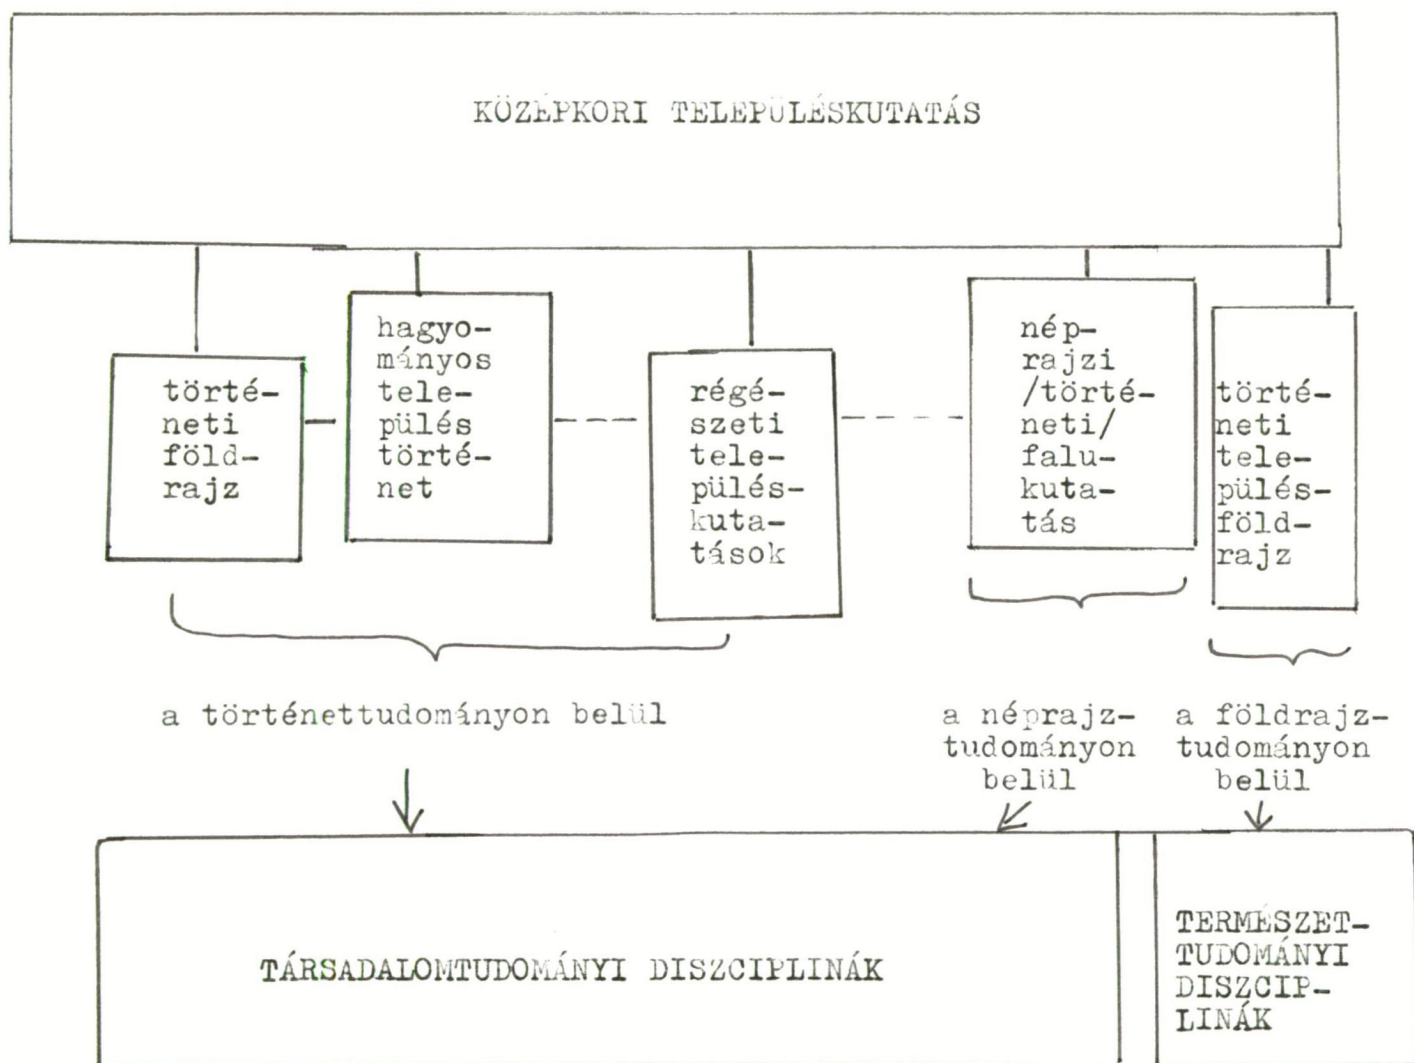 KÖZÉPKORI TELEPÜLÉSKUTATÁS
törté-
neti
föld-
rajz
hagyo-
mányos
tele-
pülés
törté-
net
régé-
szeti
tele-
pülés-
kuta-
tások
nép-
rajzi
/törté-
neti/
falu-
kuta-
tás
törté-
neti
tele-
pülés-
föld-
rajz
a történettudományon belül
a néprajz-
tudományon
belül
a földrajz-
tudományon
belül
TÁRSADALOMTUDOMÁNYI DISZCIPLINÁK
TERMÉSZET-
TUDOMÁNYI
DISZCIP-
LINÁK